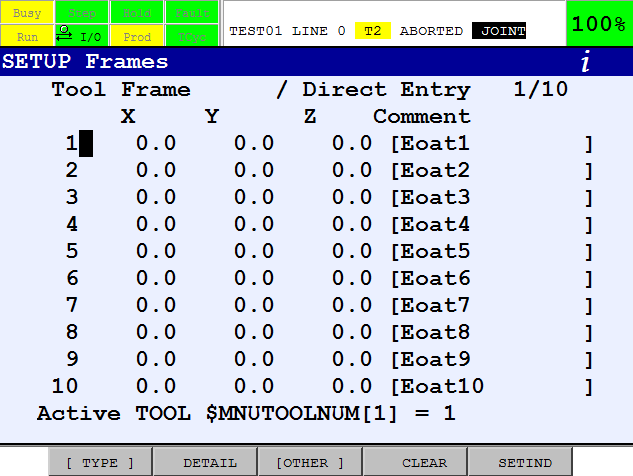 Busy Step Hold Fault
Run I/O Prod TCyc
TEST01 LINE 0 T2 ABORTED JOINT
100%
SETUP Frames i
Tool Frame / Direct Entry 1/10
X Y Z Comment
1 0.0 0.0 0.0 [Eoat1 ]
2 0.0 0.0 0.0 [Eoat2 ]
3 0.0 0.0 0.0 [Eoat3 ]
4 0.0 0.0 0.0 [Eoat4 ]
5 0.0 0.0 0.0 [Eoat5 ]
6 0.0 0.0 0.0 [Eoat6 ]
7 0.0 0.0 0.0 [Eoat7 ]
8 0.0 0.0 0.0 [Eoat8 ]
9 0.0 0.0 0.0 [Eoat9 ]
10 0.0 0.0 0.0 [Eoat10 ]
Active TOOL $MNUTOOLNUM[1] = 1
[ TYPE ] DETAIL [OTHER ] CLEAR SETIND